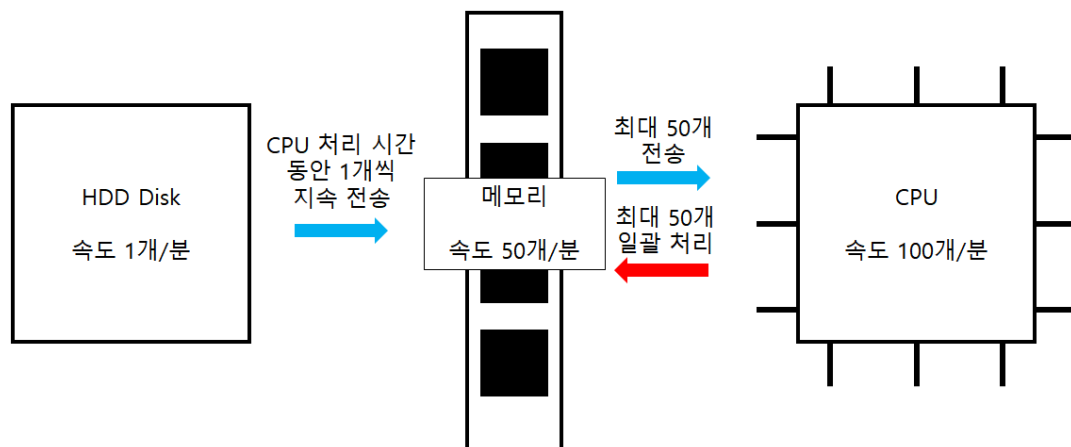 HDD Disk
속도 1개/분
CPU 처리 시간
동안 1개씩
지속 전송
메모리
속도 50개/분
최대 50개
전송
최대 50개
일괄 처리
CPU
속도 100개/분